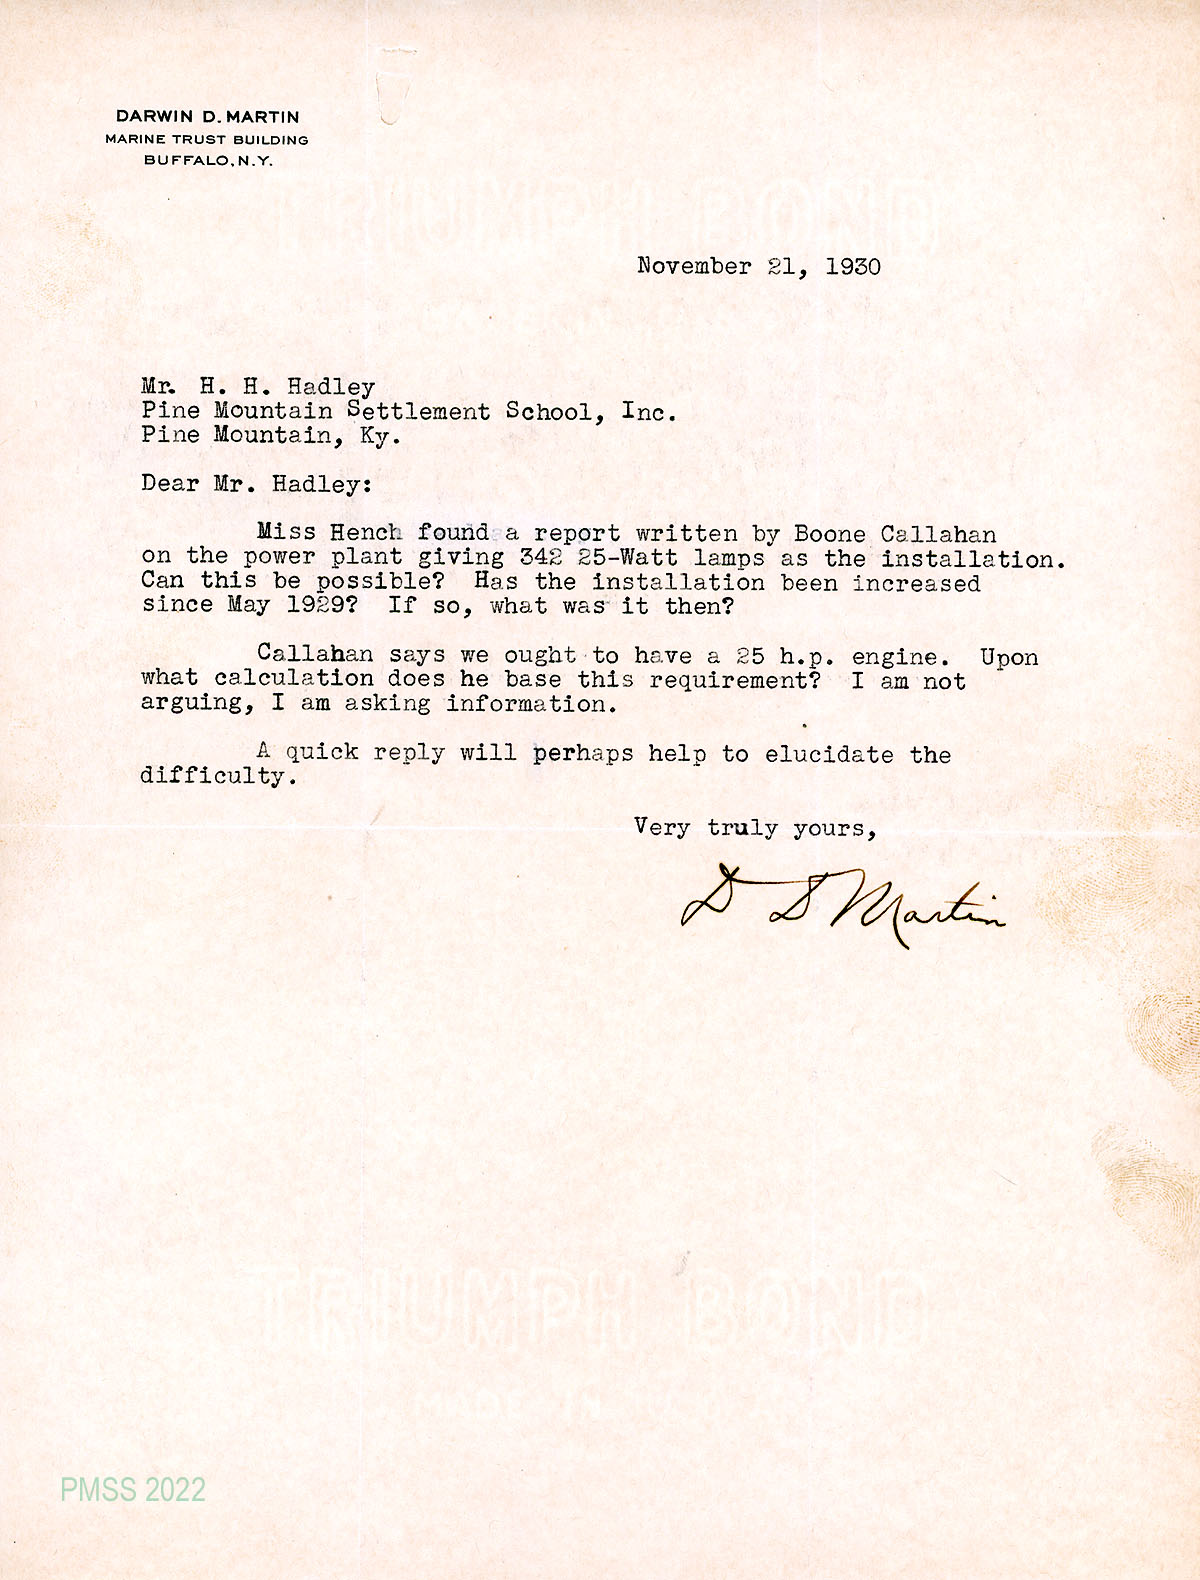 DARWIN D. MARTIN
MARINE TRUST BUILDING
BUFFALO, N.Y.
TRIUMPH BOND
November 21, 1930
Mr. H. H. Hadley
Pine Mountain Settlement School, Inc.
Pine Mountain, Ky.
Dear Mr. Hadley:
Miss Hench found a report written by Boone Callahan
on the power plant giving 342 25-Watt lamps as the installation.
Can this be possible? Has the installation been increased
since May 1929? If so, what was it then?
Callahan says we ought to have a 25 h.p. engine. Upon
what calculation does he base this requirement? I am not
arguing, I am asking information.
A quick reply will perhaps help to elucidate the
difficulty.
Very truly yours,
D D Martin
TRIUMPH BOND
MADE IN U.S.A.
PMSS 2022